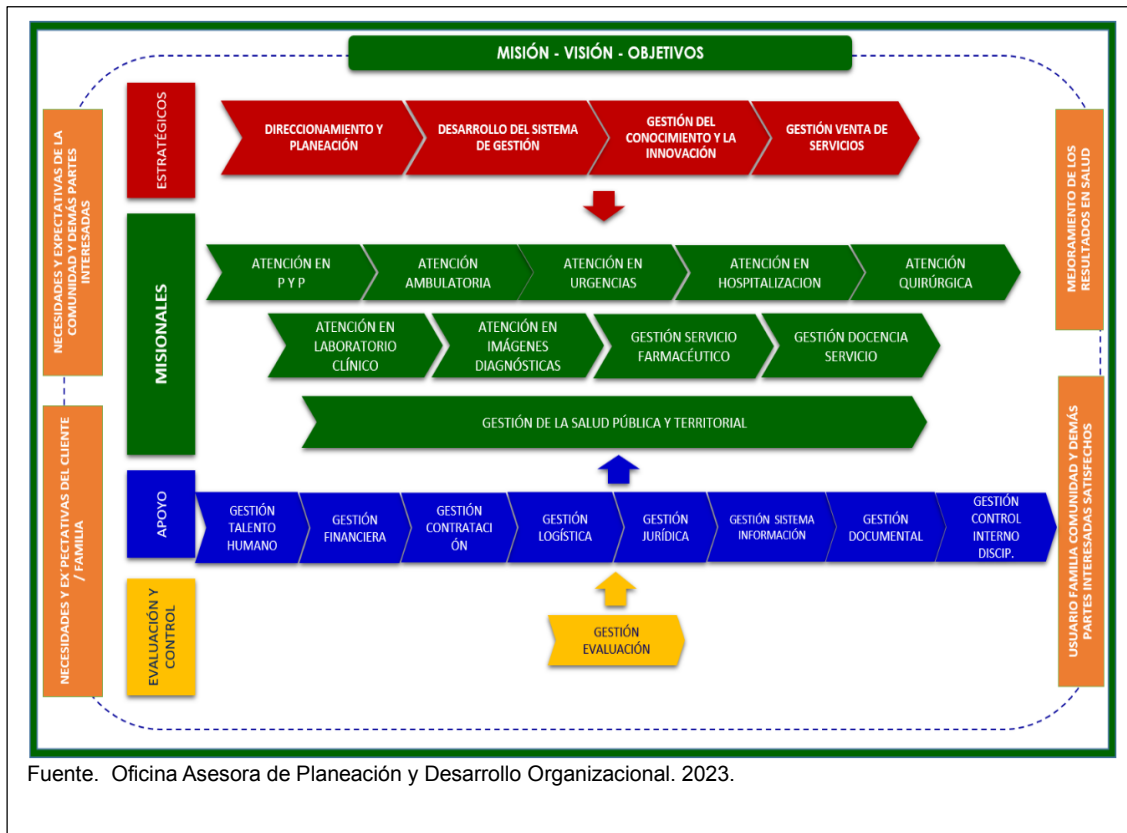 MISIÓN - VISIÓN - OBJETIVOS
NECESIDADES Y EXPECTATIVAS DE LA
COMUNIDAD Y DEMÁS PARTES
INTERESADAS
NECESIDADES Y EX´PECTATIVAS DEL CLIENTE
/ FAMILIA
ESTRATÉGICOS
DIRECCIONAMIENTO Y
PLANEACIÓN
DESARROLLO DEL SISTEMA
DE GESTIÓN
GESTIÓN DEL
CONOCIMIENTO Y LA
INNOVACIÓN
GESTIÓN VENTA DE
SERVICIOS
MISIONALES
ATENCIÓN EN
P Y P
ATENCIÓN
AMBULATORIA
ATENCIÓN EN
URGENCIAS
ATENCIÓN EN
HOSPITALIZACION
ATENCIÓN
QUIRÚRGICA
ATENCIÓN EN
LABORATORIO
CLÍNICO
ATENCIÓN EN
IMÁGENES
DIAGNÓSTICAS
GESTIÓN SERVICIO
FARMACÉUTICO
GESTIÓN DOCENCIA
SERVICIO
GESTIÓN DE LA SALUD PÚBLICA Y TERRITORIAL
APOYO
GESTIÓN
TALENTO
HUMANO
GESTIÓN
FINANCIERA
GESTIÓN
CONTRATACI
ÓN
GESTIÓN
LOGÍSTICA
GESTIÓN
JURÍDICA
GESTIÓN SISTEMA
INFORMACIÓN
GESTIÓN
DOCUMENTAL
GESTIÓN
CONTROL
INTERNO
DISCIP.
EVALUACIÓN Y
CONTROL
GESTIÓN
EVALUACIÓN
MEJORAMIENTO DE LOS
RESULTADOS EN SALUD
USUARIO FAMILIA COMUNIDAD Y DEMÁS
PARTES INTERESADAS SATISFECHOS
Fuente. Oficina Asesora de Planeación y Desarrollo Organizacional. 2023.